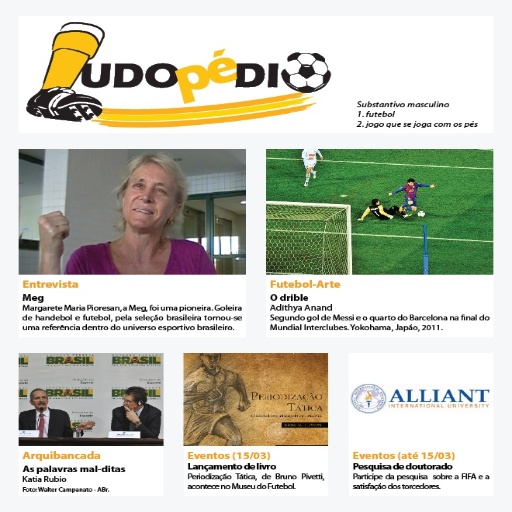 LUDOPéDIO
Substantivo masculino
1. futebol
2. jogo que se joga com os pés
Entrevista
Meg
Margarete Maria Pioresan, a Meg, foi uma pioneira. Goleira
de handebol e futebol, pela seleção brasileira tornou-se
uma referência dentro do universo esportivo brasileiro.
Futebol-Arte
O drible
Adithya Anand
Segundo gol de Messi e o quarto do Barcelona na final do
Mundial Interclubes. Yokohama, Japão, 2011.
BRASIL
BRASIL
BRASIL
Arquibancada
As palavras mal-ditas
Katia Rubio
Foto: Walter Campanato - ABr.
PERIODIZAÇÃO
TÁTICA
Eventos (15/03)
Lançamento de livro
Periodização Tática, de Bruno Pivetti,
acontece no Museu do Futebol.
ALLIANT
INTERNATIONAL UNIVERSITY
Eventos (até 15/03)
Pesquisa de doutorado
Participe da pesquisa sobre a FIFA e a
satisfação dos torcedores.